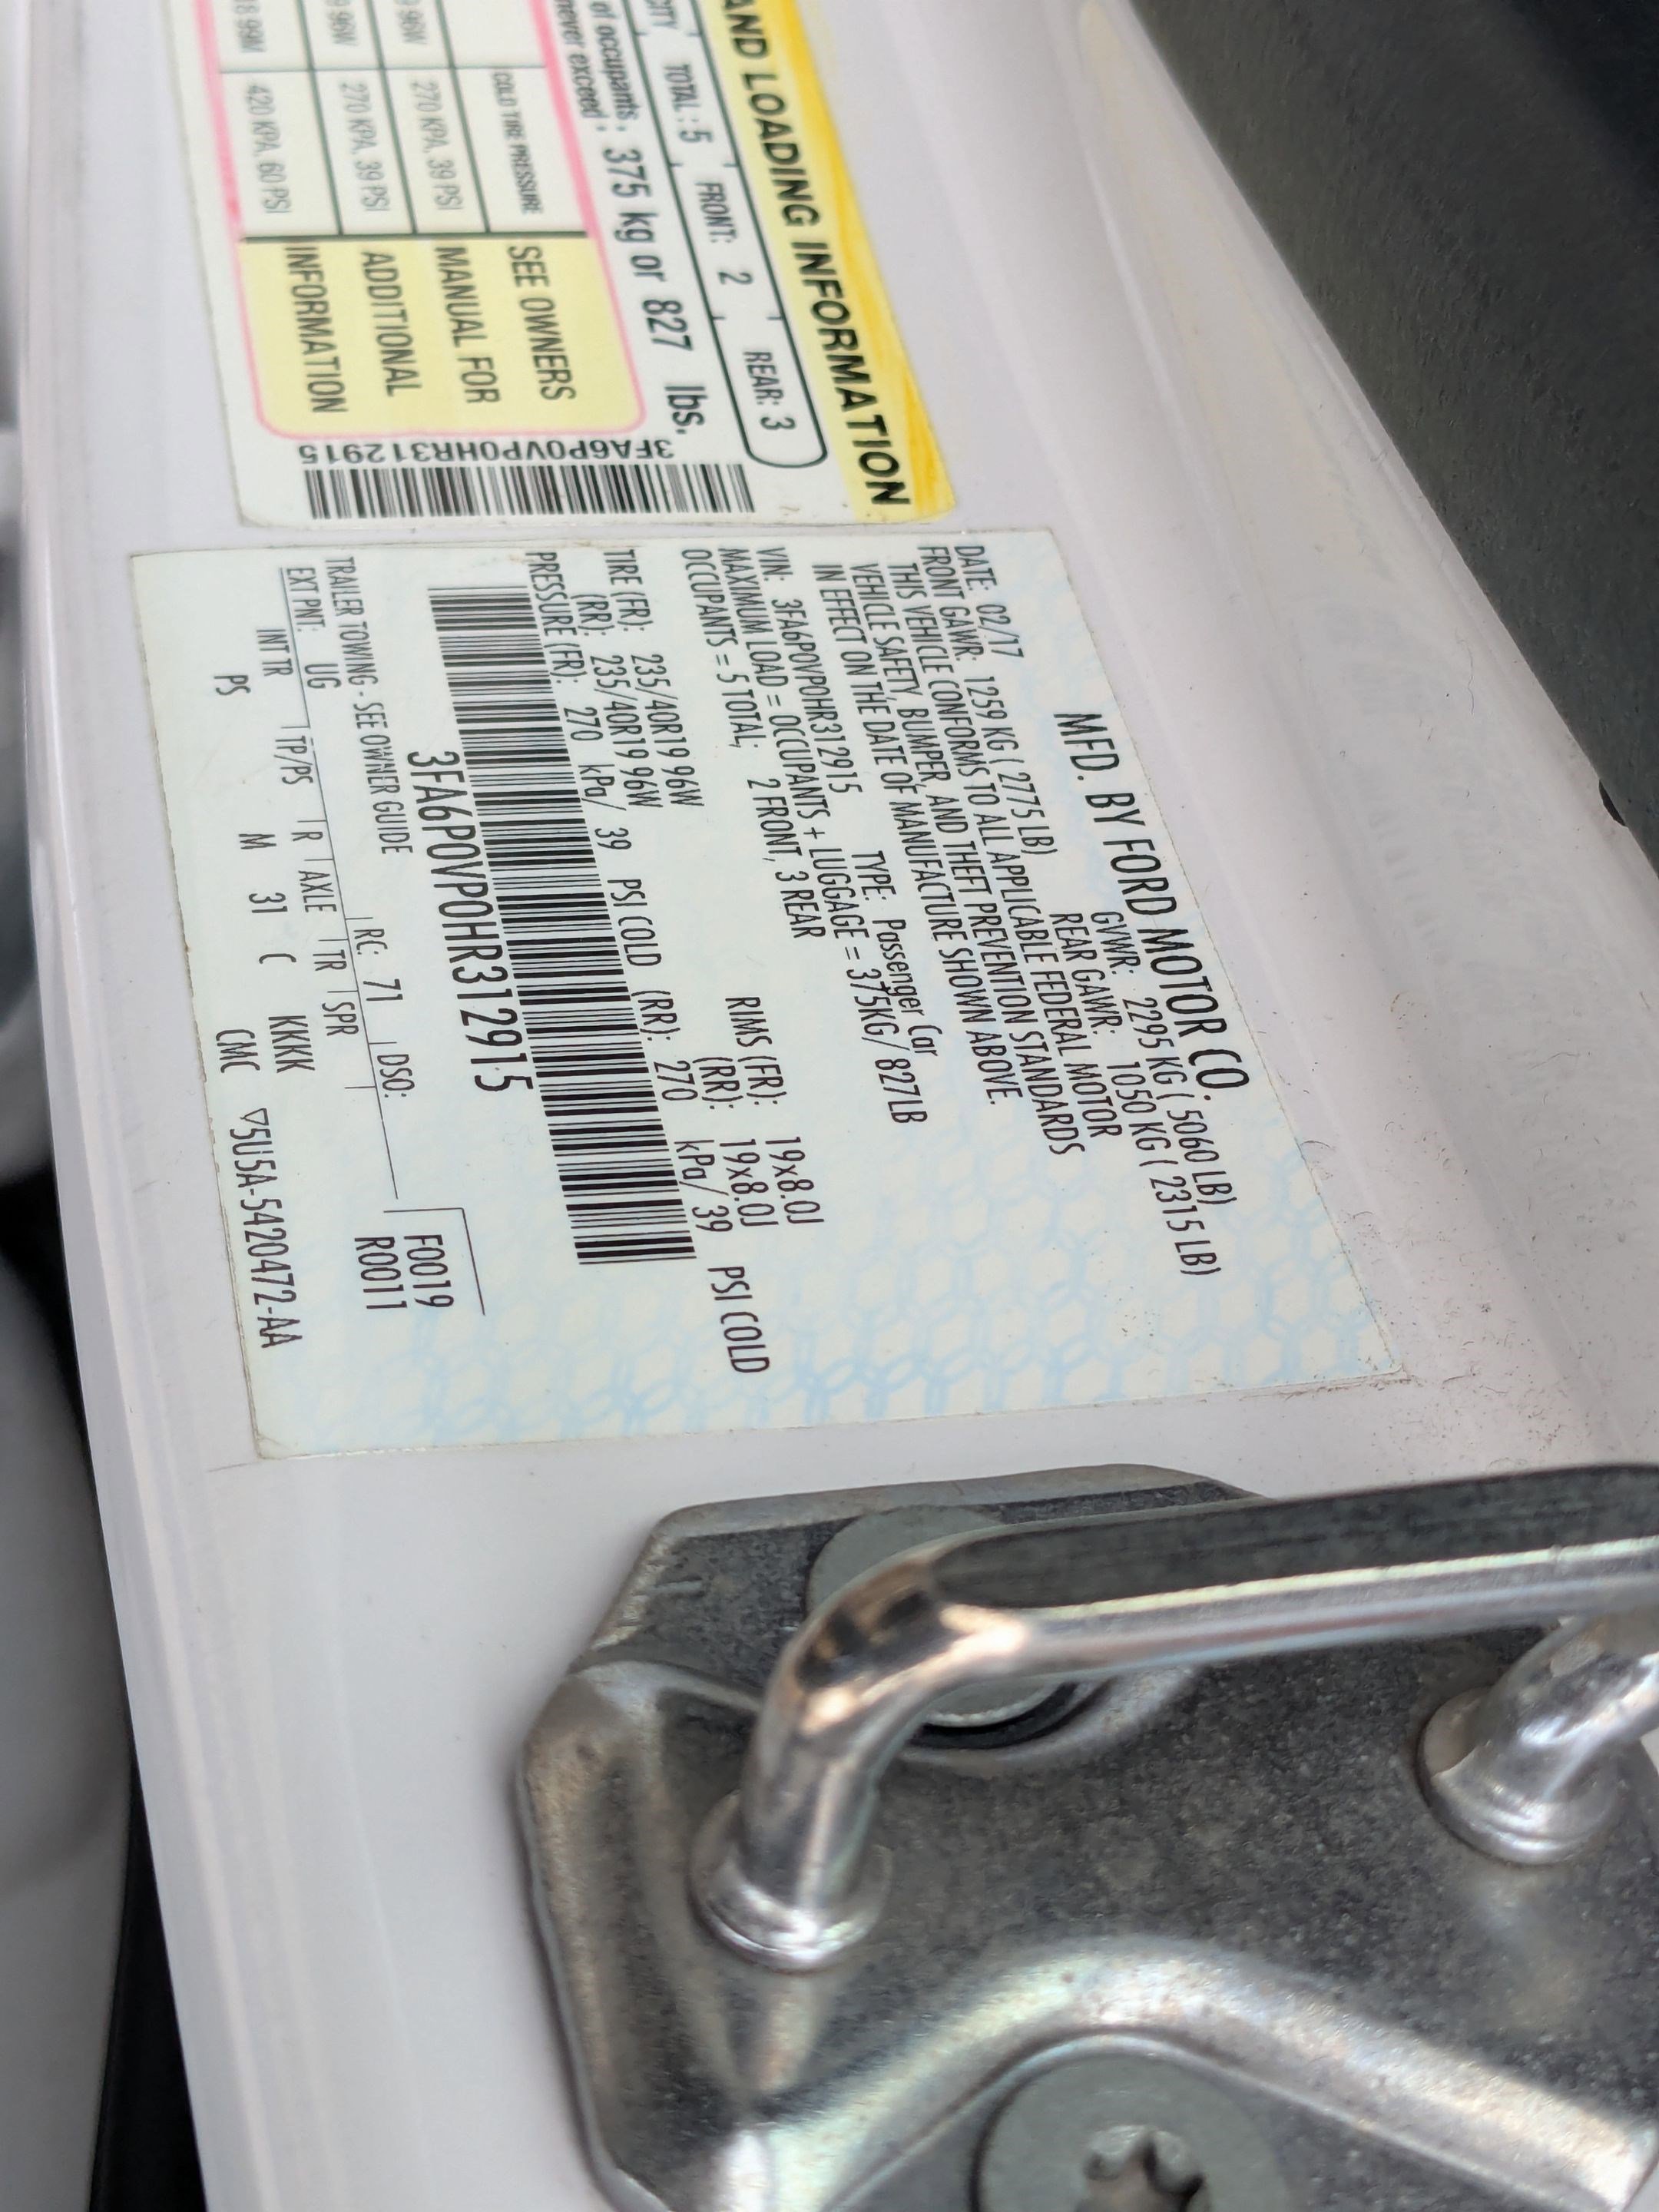 AND LOADING INFORMATION
TOTAL : 5 FRONT: 2 REAR: 3
of occupants
never exceed : 375 kg or 827 lbs.
COLD TIRE PRESSURE
270 KPA, 39 PSI
270 KPA, 39 PSI
420 KPA, 60 PSI
SEE OWNERS
MANUAL FOR
ADDITIONAL
INFORMATION
3FA6P0VP0HR312915
MFD. BY FORD MOTOR CO.
DATE: 02/17 GVWR: 2295 KG ( 5060 LB)
FRONT GAWR: 1259 KG ( 2775 LB) REAR GAWR: 1050 KG ( 2315 LB)
THIS VEHICLE CONFORMS TO ALL APPLICABLE FEDERAL MOTOR
VEHICLE SAFETY, BUMPER, AND THEFT PREVENTION STANDARDS
IN EFFECT ON THE DATE OF MANUFACTURE SHOWN ABOVE.
VIN: 3FA6P0VP0HR312915 TYPE: Passenger Car
MAXIMUM LOAD = OCCUPANTS + LUGGAGE = 375KG/ 827LB
OCCUPANTS = 5 TOTAL; 2 FRONT, 3 REAR
TIRE (FR): 235/40R19 96W RIMS (FR): 19x8.0J
(RR): 235/40R19 96W (RR): 19x8.0J
PRESSURE (FR): 270 kPa/ 39 PSI COLD (RR): 270 kPa/ 39 PSI COLD
3FA6P0VP0HR312915
F0019
R0011
TRAILER TOWING - SEE OWNER GUIDE
EXT PNT: UG RC: 71 DSO:
INT TR TP/PS R AXLE TR SPR
PS M 31 C KKKK
CMC ▽5U5A-5420472-AA